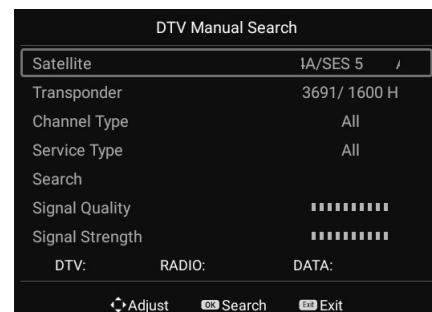 DTV Manual Search
Satellite 4A/SES 5
Transponder 3691/ 1600 H
Channel Type All
Service Type All
Search
Signal Quality
Signal Strength
DTV: RADIO: DATA:
Adjust OK Search Exit Exit